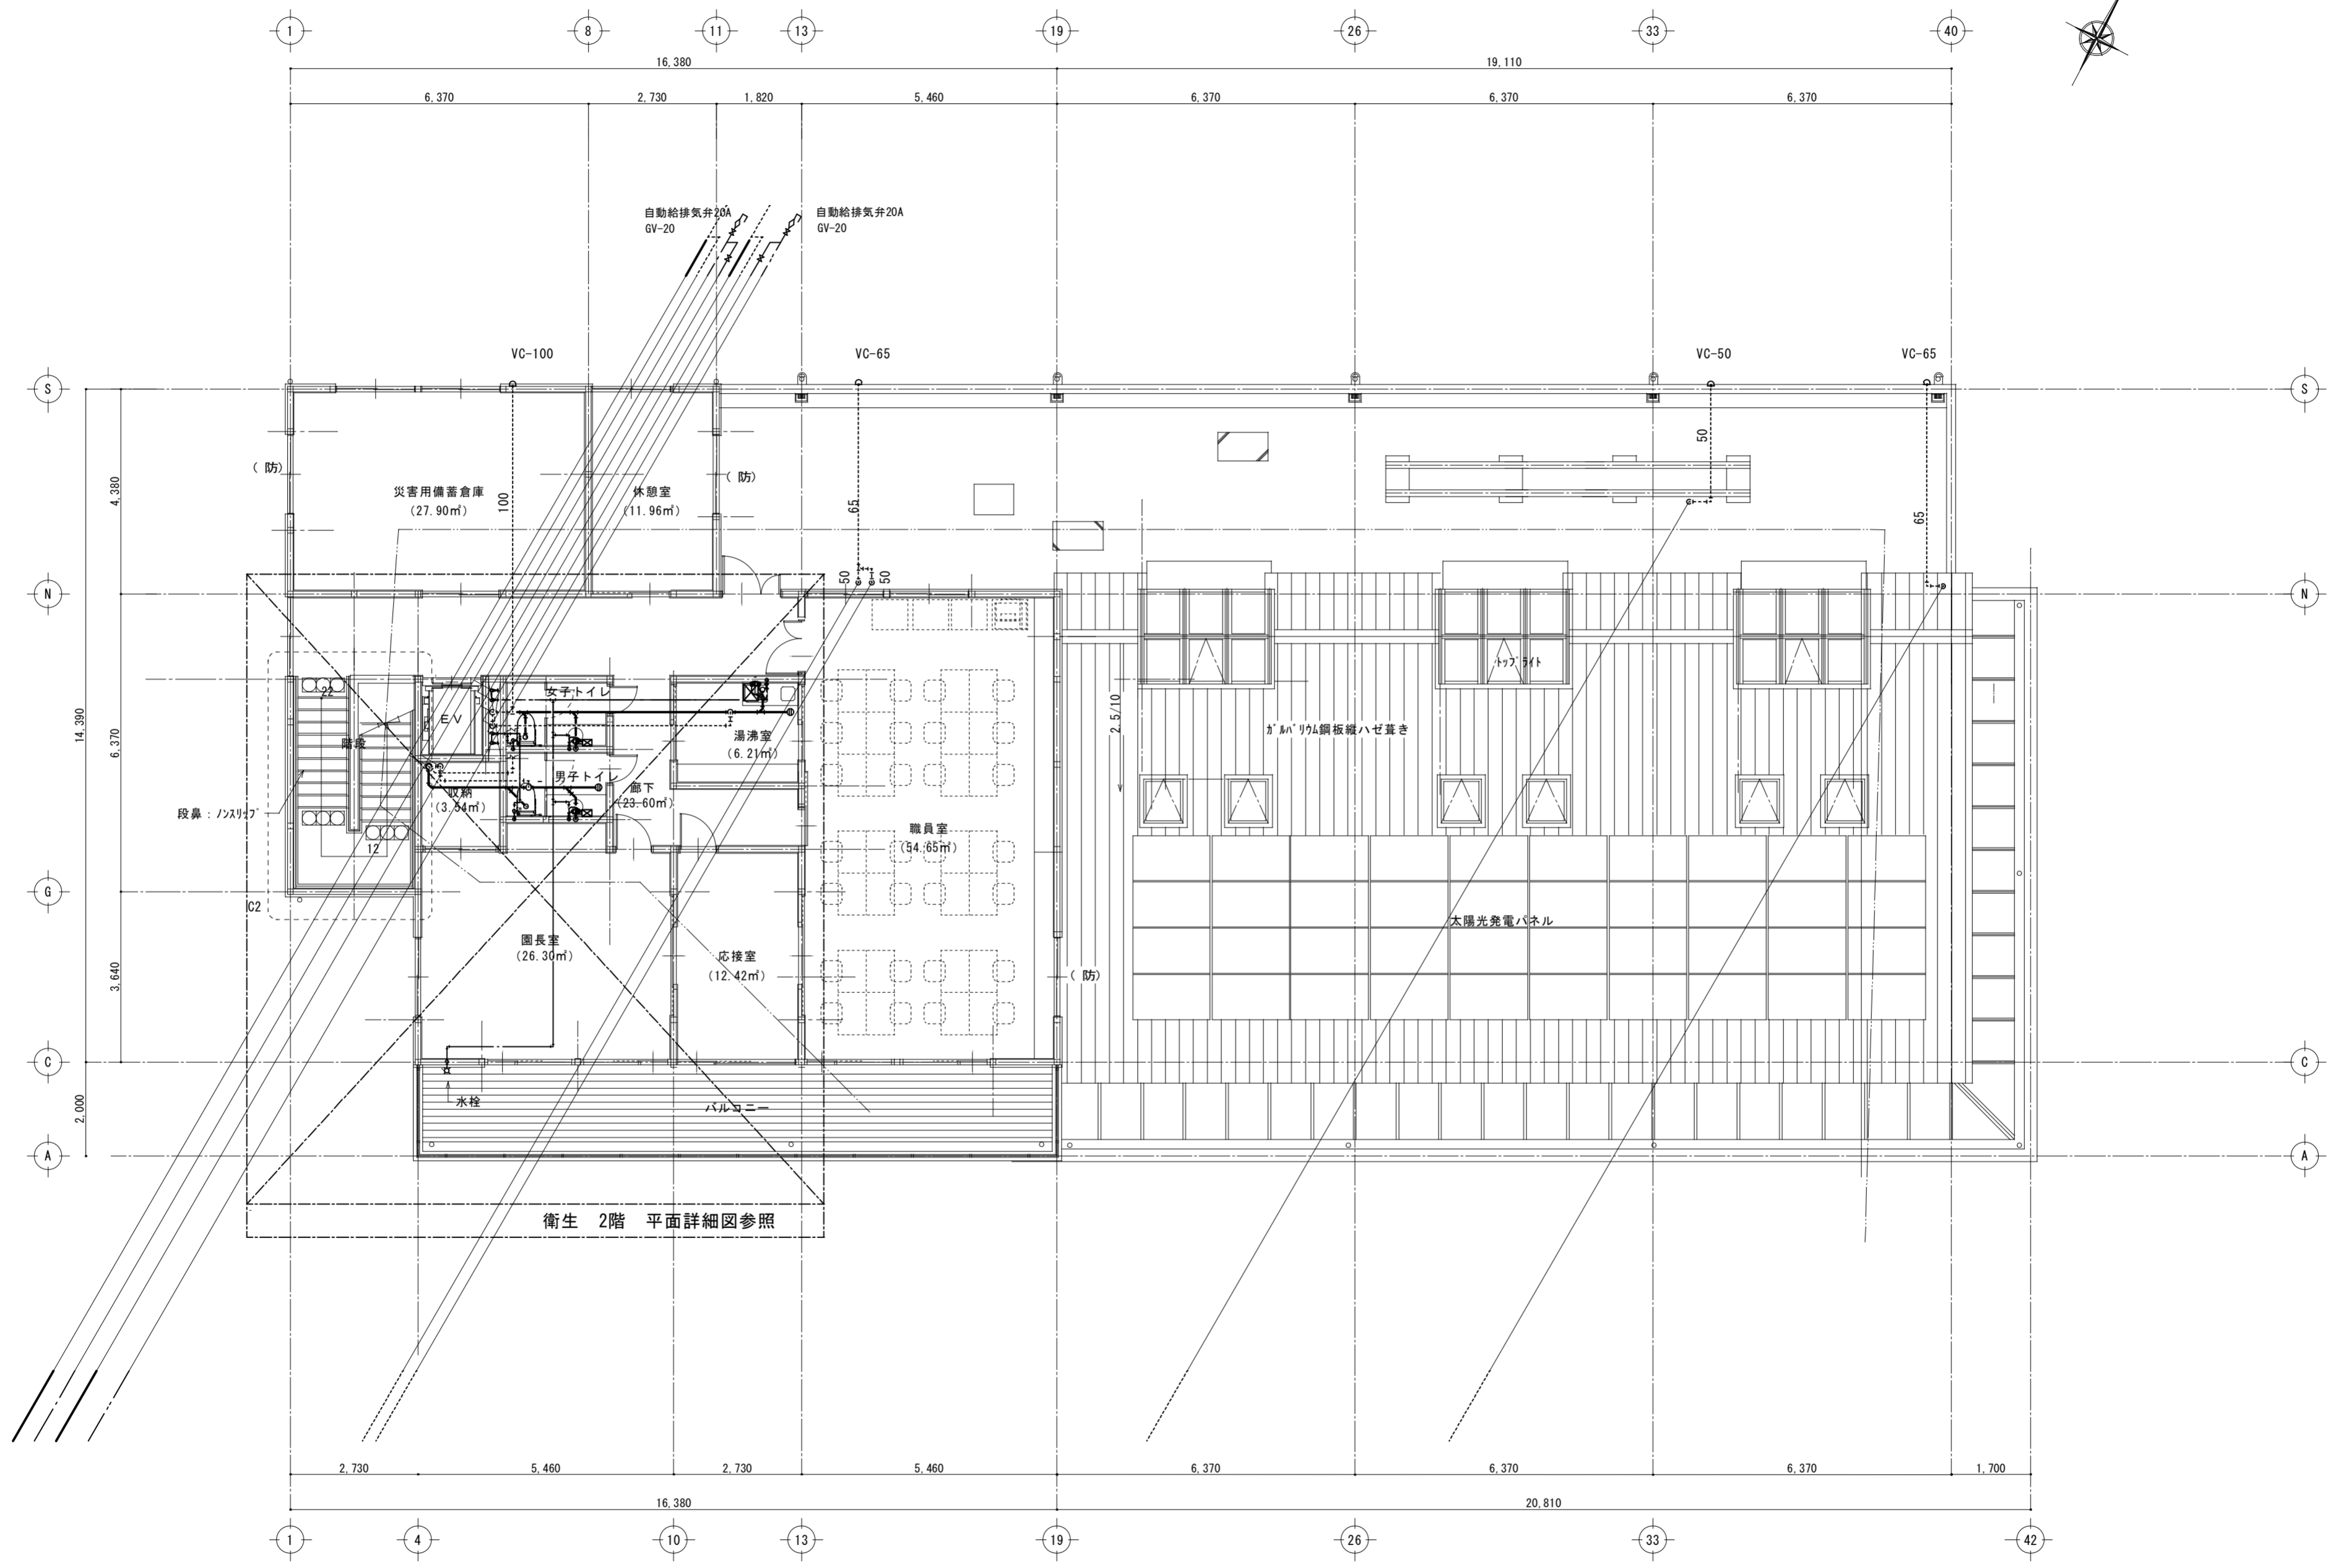 1
8
11
13
19
26
33
40
16,380
19,110
6,370
2,730
1,820
5,460
6,370
6,370
6,370
自動給排気弁20A
GV-20
自動給排気弁20A
GV-20
VC-100
VC-65
VC-50
VC-65
S
S
(防)
(防)
4,380
災害用備蓄倉庫
(27.90㎡)
100
休憩室
(11.96㎡)
65
50
65
50
50
N
N
14,390
6,370
22
階段
EV
女子トイレ
湯沸室
(6.21㎡)
男子トイレ
収納
(3.54㎡)
廊下
(23.60㎡)
段鼻：ﾉﾝｽﾘｯﾌﾟ
12
職員室
(54.65㎡)
2.5/10
ﾄｯﾌﾟﾗｲﾄ
ｶﾞﾙﾊﾞﾘｳﾑ鋼板縦ハゼ葺き
太陽光発電パネル
G
C2
園長室
(26.30㎡)
応接室
(12.42㎡)
(防)
3,640
C
C
水栓
バルコニー
2,000
A
A
衛生　2階　平面詳細図参照
2,730
5,460
2,730
5,460
6,370
6,370
6,370
1,700
16,380
20,810
1
4
10
13
19
26
33
42